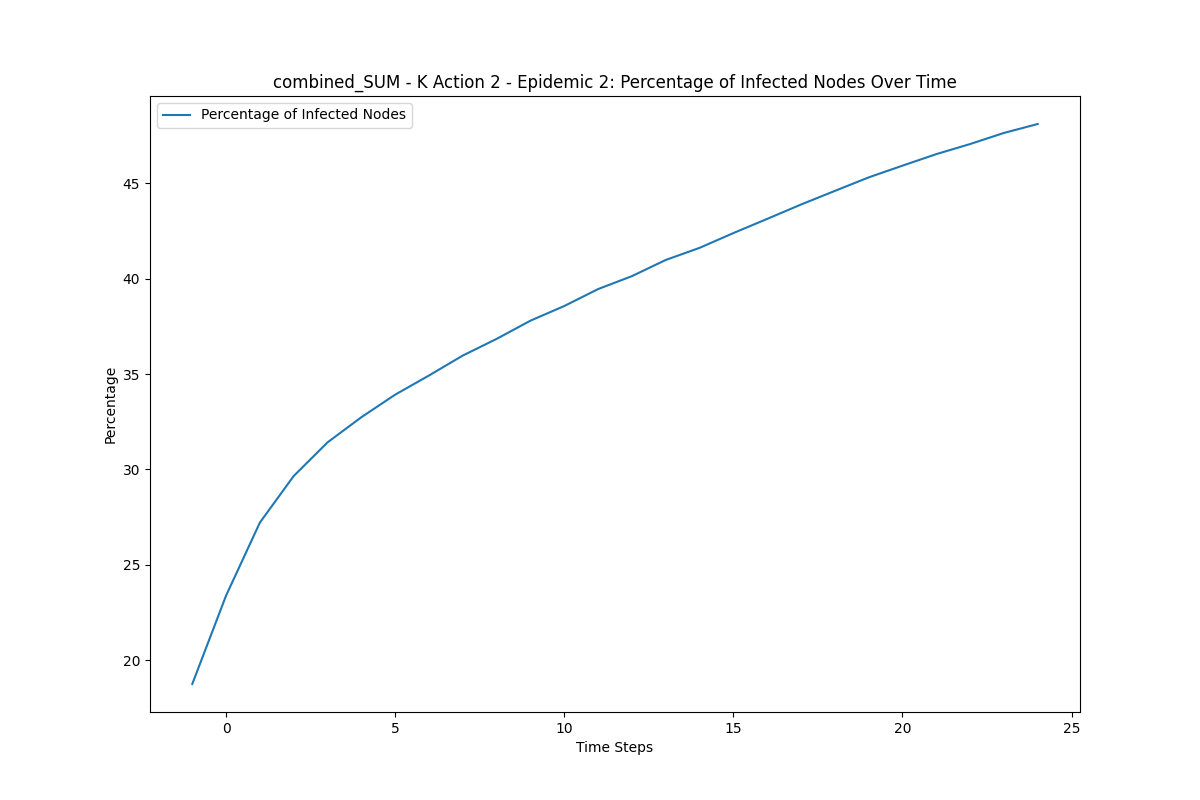 combined_SUM - K Action 2 - Epidemic 2: Percentage of Infected Nodes Over Time
Percentage of Infected Nodes
45
40
35
30
25
20
Percentage
0 5 10 15 20 25
Time Steps